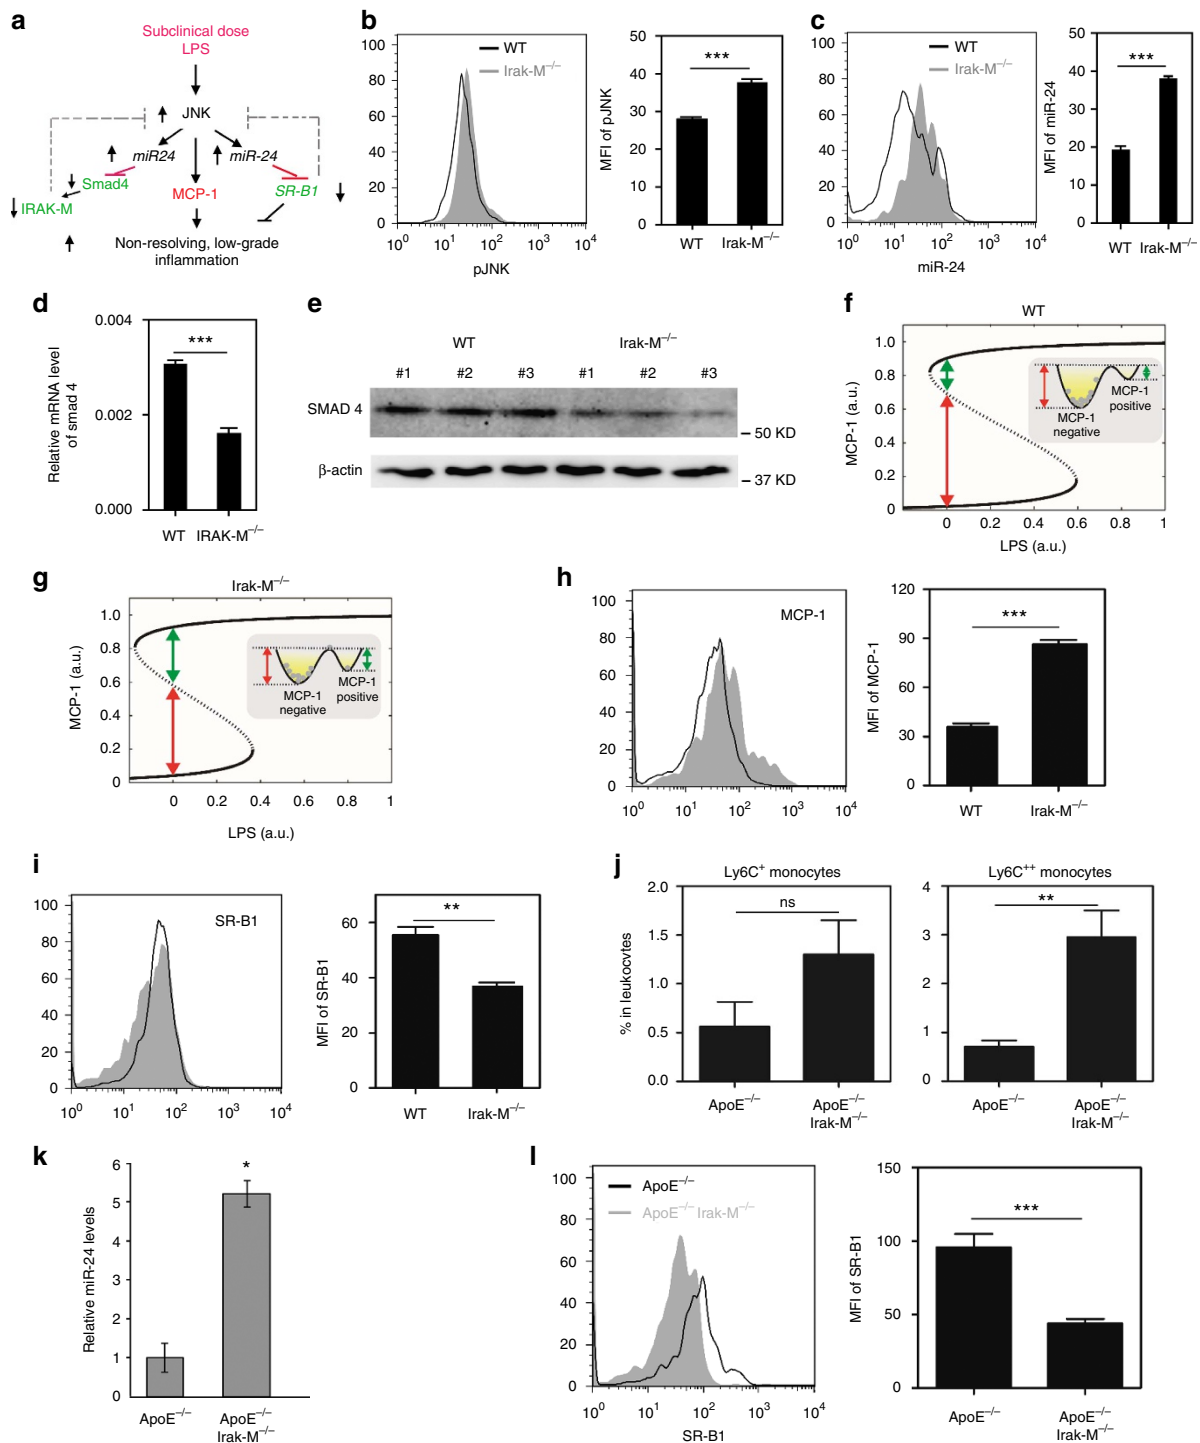 a
Subclinical dose
LPS
JNK
miR24
miR-24
Smad4
MCP-1
SR-B1
IRAK-M
Non-resolving, low-grade
inflammation
b
WT
Irak-M−/−
100
80
60
40
20
0
10⁰ 10¹ 10² 10³ 10⁴
pJNK
MFI of pJNK
50
40
30
20
10
0
***
WT Irak-M−/−
c
WT
Irak-M−/−
100
80
60
40
20
0
10⁰ 10¹ 10² 10³ 10⁴
miR-24
MFI of miR-24
50
40
30
20
10
0
***
WT Irak-M−/−
d
Relative mRNA level
of smad 4
0.004
0.002
0.000
***
WT IRAK-M−/−
e
WT Irak-M−/−
#1 #2 #3 #1 #2 #3
SMAD 4
– 50 KD
β-actin
– 37 KD
f
WT
MCP-1 (a.u.)
1.0
0.8
0.6
0.4
0.2
0
MCP-1
negative
MCP-1
positive
0 0.2 0.4 0.6 0.8 1
LPS (a.u.)
g
Irak-M−/−
MCP-1 (a.u.)
1.0
0.8
0.6
0.4
0.2
0
MCP-1
negative
MCP-1
positive
0 0.2 0.4 0.6 0.8 1
LPS (a.u.)
h
MCP-1
100
80
60
40
20
0
10⁰ 10¹ 10² 10³ 10⁴
MFI of MCP-1
120
90
60
30
0
***
WT Irak-M−/−
i
SR-B1
100
80
60
40
20
0
10⁰ 10¹ 10² 10³ 10⁴
MFI of SR-B1
60
40
20
0
**
WT Irak-M−/−
j
Ly6C⁺ monocytes
% in leukocvtes
2.0
1.5
1.0
0.5
0.0
ns
ApoE−/− ApoE−/−
Irak-M−/−
Ly6C⁺⁺ monocytes
4
3
2
1
0
**
ApoE−/− ApoE−/−
Irak-M−/−
k
Relative miR-24 levels
6
5
4
3
2
1
0
*
ApoE−/− ApoE−/−
Irak-M−/−
l
ApoE−/−
ApoE−/− Irak-M−/−
100
80
60
40
20
0
10⁰ 10¹ 10² 10³ 10⁴
SR-B1
MFI of SR-B1
150
100
50
0
***
ApoE−/− ApoE−/−
Irak-M−/−